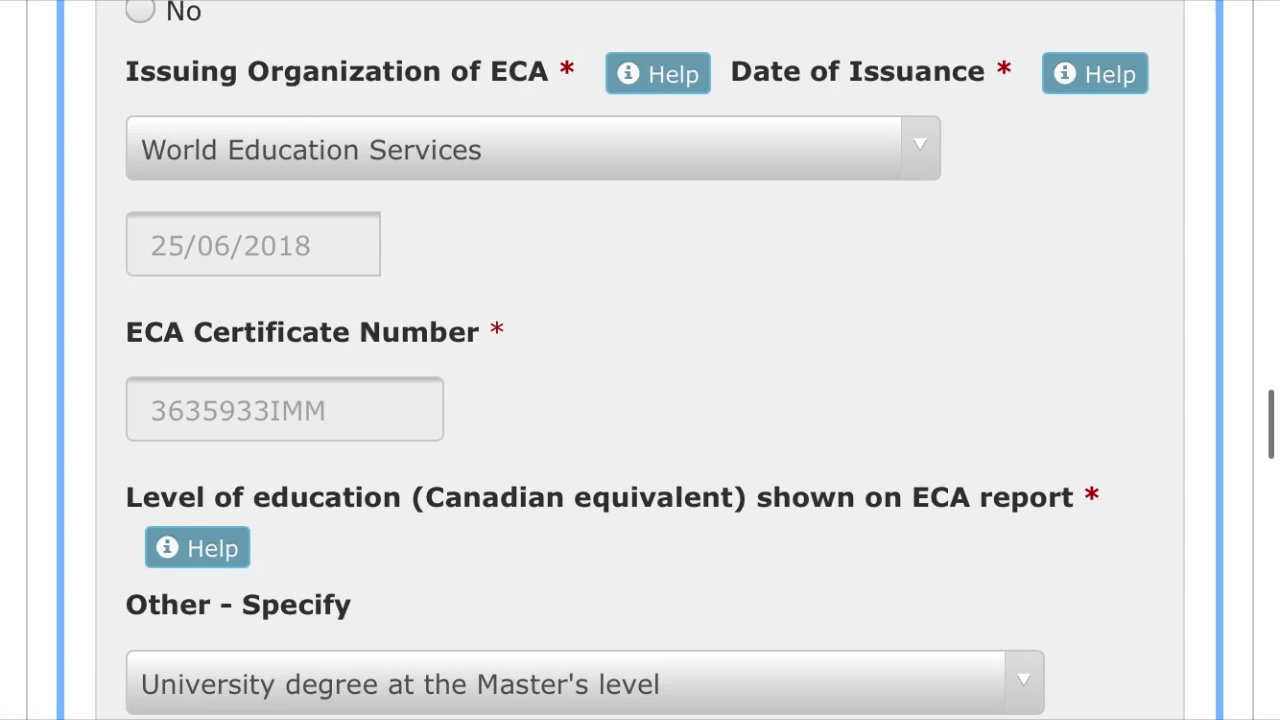 No
Issuing Organization of ECA * Help Date of Issuance * Help
World Education Services
25/06/2018
ECA Certificate Number *
3635933IMM
Level of education (Canadian equivalent) shown on ECA report *
Help
Other - Specify
University degree at the Master's level